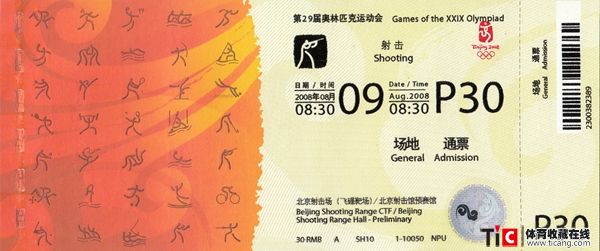 第29届奥林匹克运动会 Games of the XXIX Olympiad
射击
Shooting
Beijing 2008
日期 / 时间
2008年08月
08:30
09
Date / Time
Aug.2008
08:30
P30
场地 通票
General Admission
北京射击场（飞碟靶场）/ 北京射击馆预赛馆
Beijing Shooting Range CTF / Beijing
Shooting Range Hall - Preliminary
30 RMB A SH10 1-10050 NPU
场地 通票
General Admission
2300382389
P30
TiC 体育收藏在线
www.ticang.com